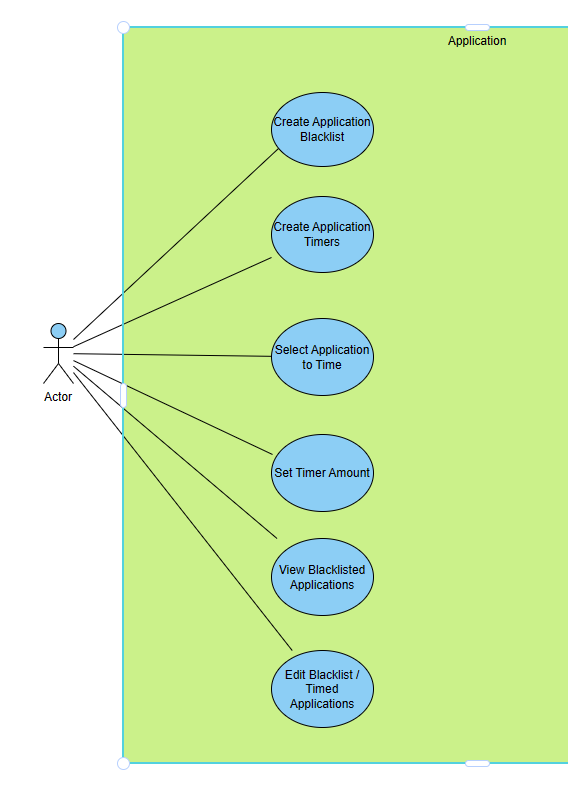 Application
Create Application
Blacklist
Create Application
Timers
Select Application
to Time
Actor
Set Timer Amount
View Blacklisted
Applications
Edit Blacklist /
Timed
Applications